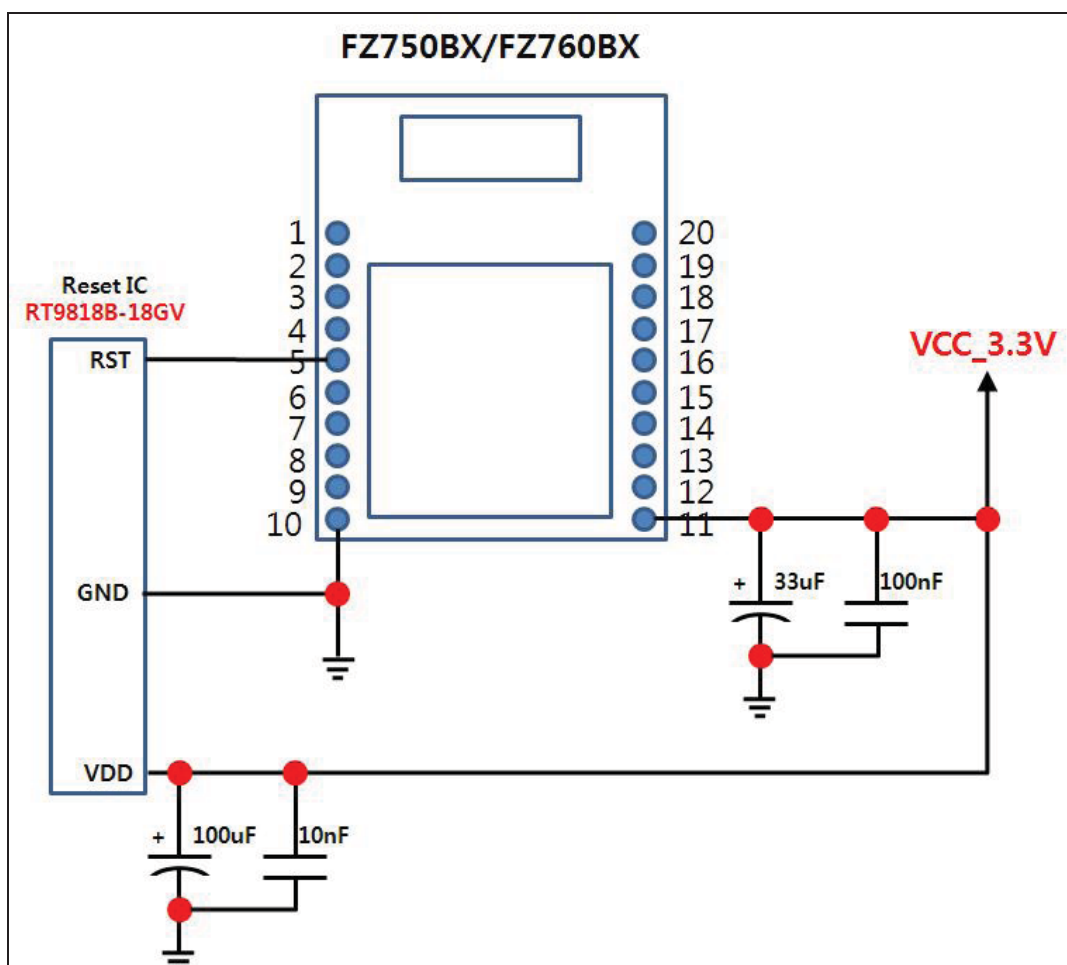 FZ750BX/FZ760BX
1
2
3
4
5
6
7
8
9
10
20
19
18
17
16
15
14
13
12
11
Reset IC
RT9818B-18GV
RST
GND
VDD
VCC_3.3V
+ 33uF
100nF
+ 100uF
10nF